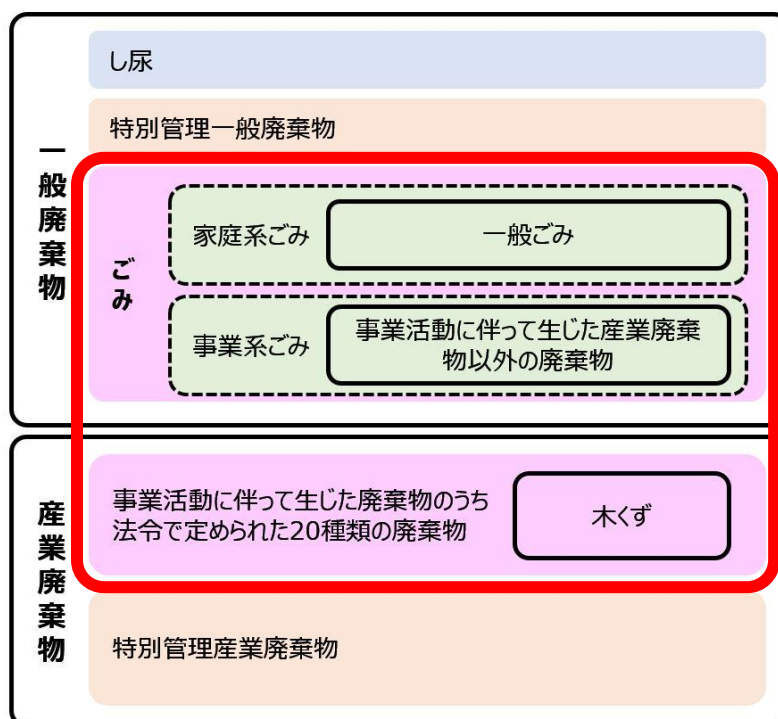 一般廃棄物
し尿
特別管理一般廃棄物
ごみ
家庭系ごみ
一般ごみ
事業系ごみ
事業活動に伴って生じた産業廃棄
物以外の廃棄物
産業廃棄物
事業活動に伴って生じた廃棄物のうち
法令で定められた20種類の廃棄物
木くず
特別管理産業廃棄物